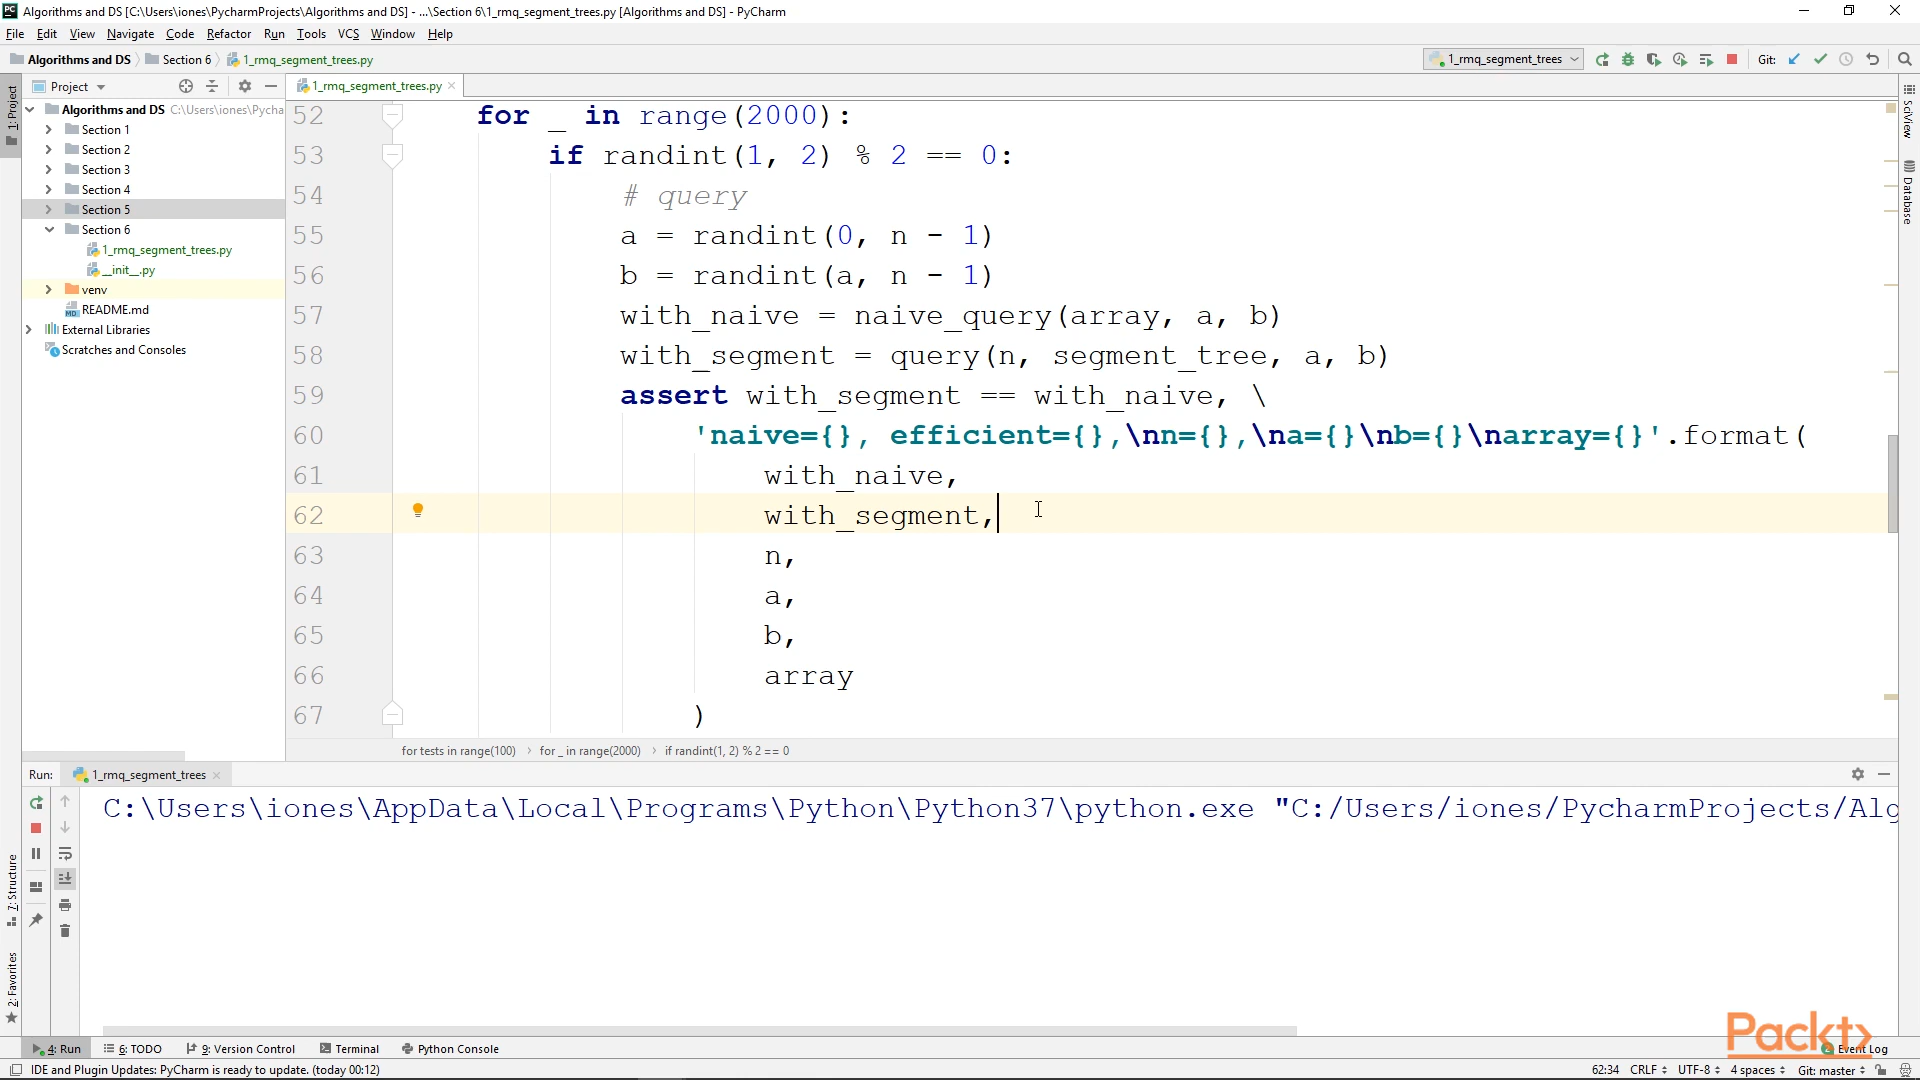 Algorithms and DS [C:\Users\iones\PycharmProjects\Algorithms and DS] - ...\Section 6\1_rmq_segment_trees.py [Algorithms and DS] - PyCharm
File Edit View Navigate Code Refactor Run Tools VCS Window Help
Algorithms and DS Section 6 1_rmq_segment_trees.py 1_rmq_segment_trees Git:
Project 1_rmq_segment_trees.py
1: Project
Algorithms and DS C:\Users\iones\Pycha
Section 1
Section 2
Section 3
Section 4
Section 5
Section 6
1_rmq_segment_trees.py
__init__.py
venv
README.md
External Libraries
Scratches and Consoles
52 for _ in range(2000):
53 if randint(1, 2) % 2 == 0:
54 # query
55 a = randint(0, n - 1)
56 b = randint(a, n - 1)
57 with_naive = naive_query(array, a, b)
58 with_segment = query(n, segment_tree, a, b)
59 assert with_segment == with_naive, \
60 'naive={}, efficient={},\nn={},\na={}\nb={}\narray={}'.format(
61 with_naive,
62 with_segment,
63 n,
64 a,
65 b,
66 array
67 )
SciView
Database
for tests in range(100) › for _ in range(2000) › if randint(1, 2) % 2 == 0
Run: 1_rmq_segment_trees
C:\Users\iones\AppData\Local\Programs\Python\Python37\python.exe "C:/Users/iones/PycharmProjects/Alg
7: Structure
2: Favorites
Packt>
4: Run 6: TODO 9: Version Control Terminal Python Console 2 Event Log
IDE and Plugin Updates: PyCharm is ready to update. (today 00:12) 62:34 CRLF UTF-8 4 spaces Git: master